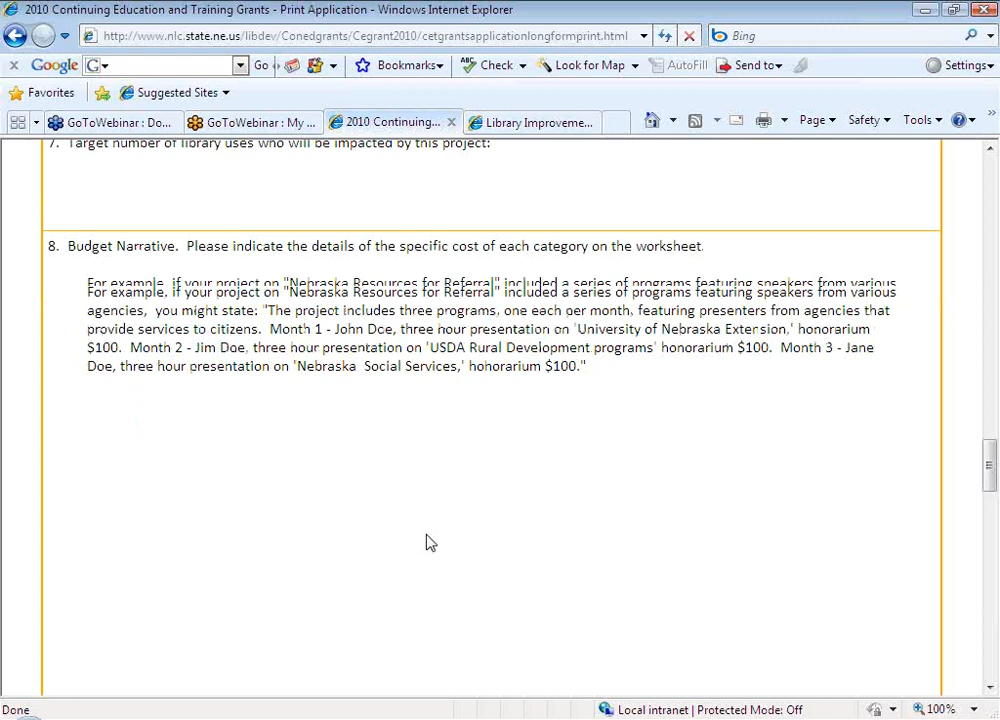 2010 Continuing Education and Training Grants - Print Application - Windows Internet Explorer
http://www.nlc.state.ne.us/libdev/Conedgrants/Cegrant2010/cetgrantsapplicationlongformprint.html
Bing
Google
G
Go
Bookmarks
ABC
Check
Look for Map
AutoFill
Send to
Settings
Favorites
Suggested Sites
GoToWebinar : Do...
GoToWebinar : My ...
2010 Continuing...
Library Improveme...
Page
Safety
Tools
7. Target number of library uses who will be impacted by this project:
8. Budget Narrative. Please indicate the details of the specific cost of each category on the worksheet.
For example, if your project on "Nebraska Resources for Referral" included a series of programs featuring speakers from various
For example, if your project on "Nebraska Resources for Referral" included a series of programs featuring speakers from various
agencies, you might state: "The project includes three programs, one each per month, featuring presenters from agencies that
provide services to citizens. Month 1 - John Doe, three hour presentation on 'University of Nebraska Extension,' honorarium
$100. Month 2 - Jim Doe, three hour presentation on 'USDA Rural Development programs' honorarium $100. Month 3 - Jane
Doe, three hour presentation on 'Nebraska Social Services,' hohorarium $100."
Done
Local intranet | Protected Mode: Off
100%